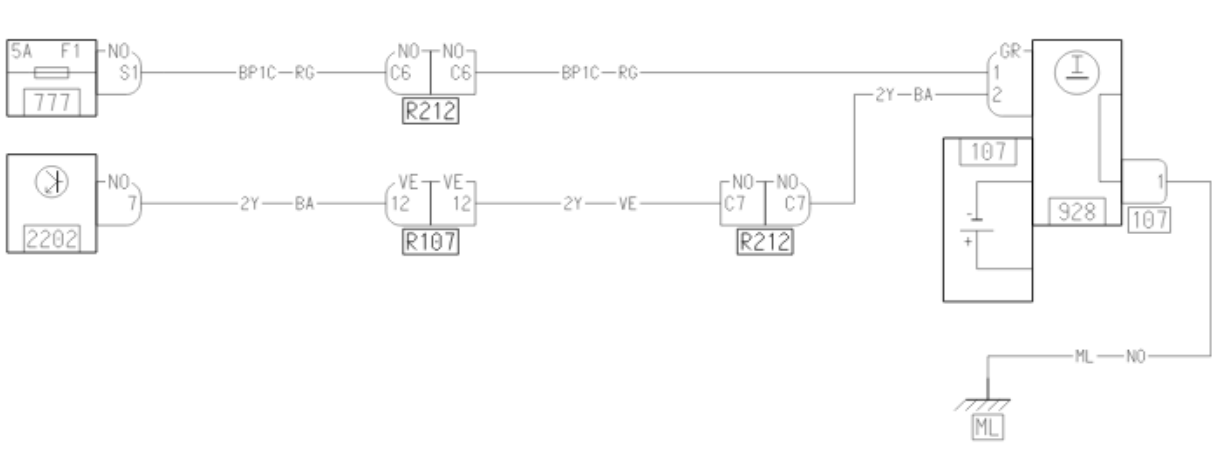 5A F1 NO S1
777
BP1C RG
NO NO
C6 C6
R212
BP1C RG
GR
1
2
I
2Y BA
107
928
1
107
- +
2202
NO
7
2Y BA
VE VE
12 12
R107
2Y VE
NO NO
C7 C7
R212
ML NO
ML